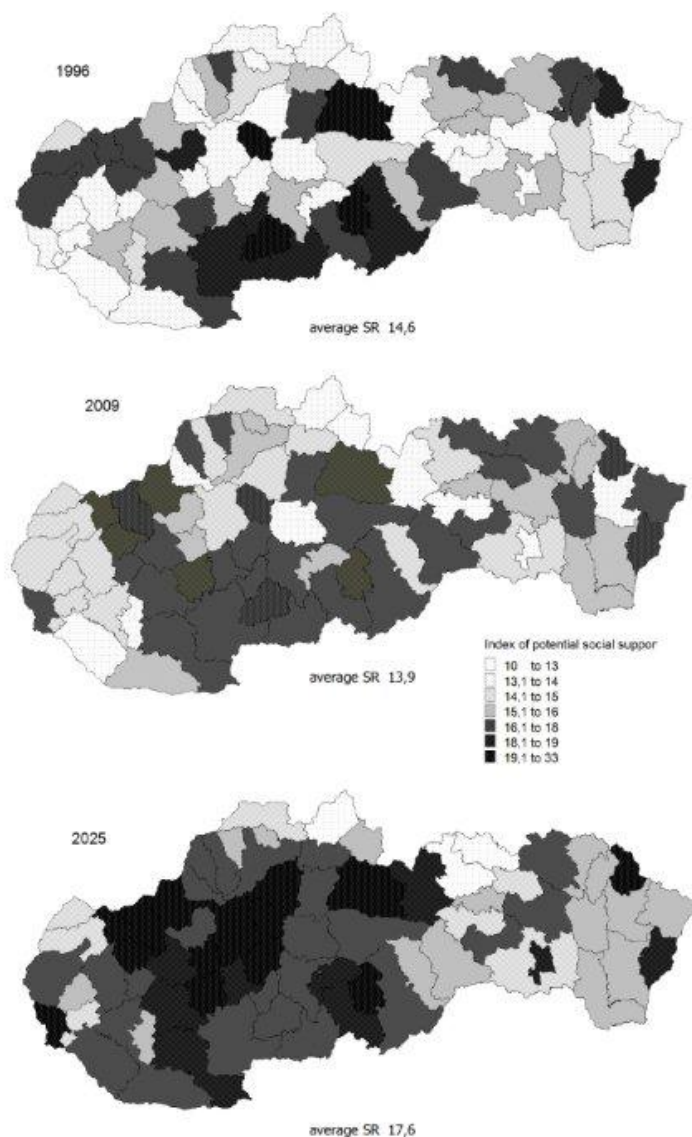 1996
average SR 14,6
2009
Index of potential social suppor
10 to 13
13,1 to 14
14,1 to 15
15,1 to 16
16,1 to 18
18,1 to 19
19,1 to 33
average SR 13,9
2025
average SR 17,6